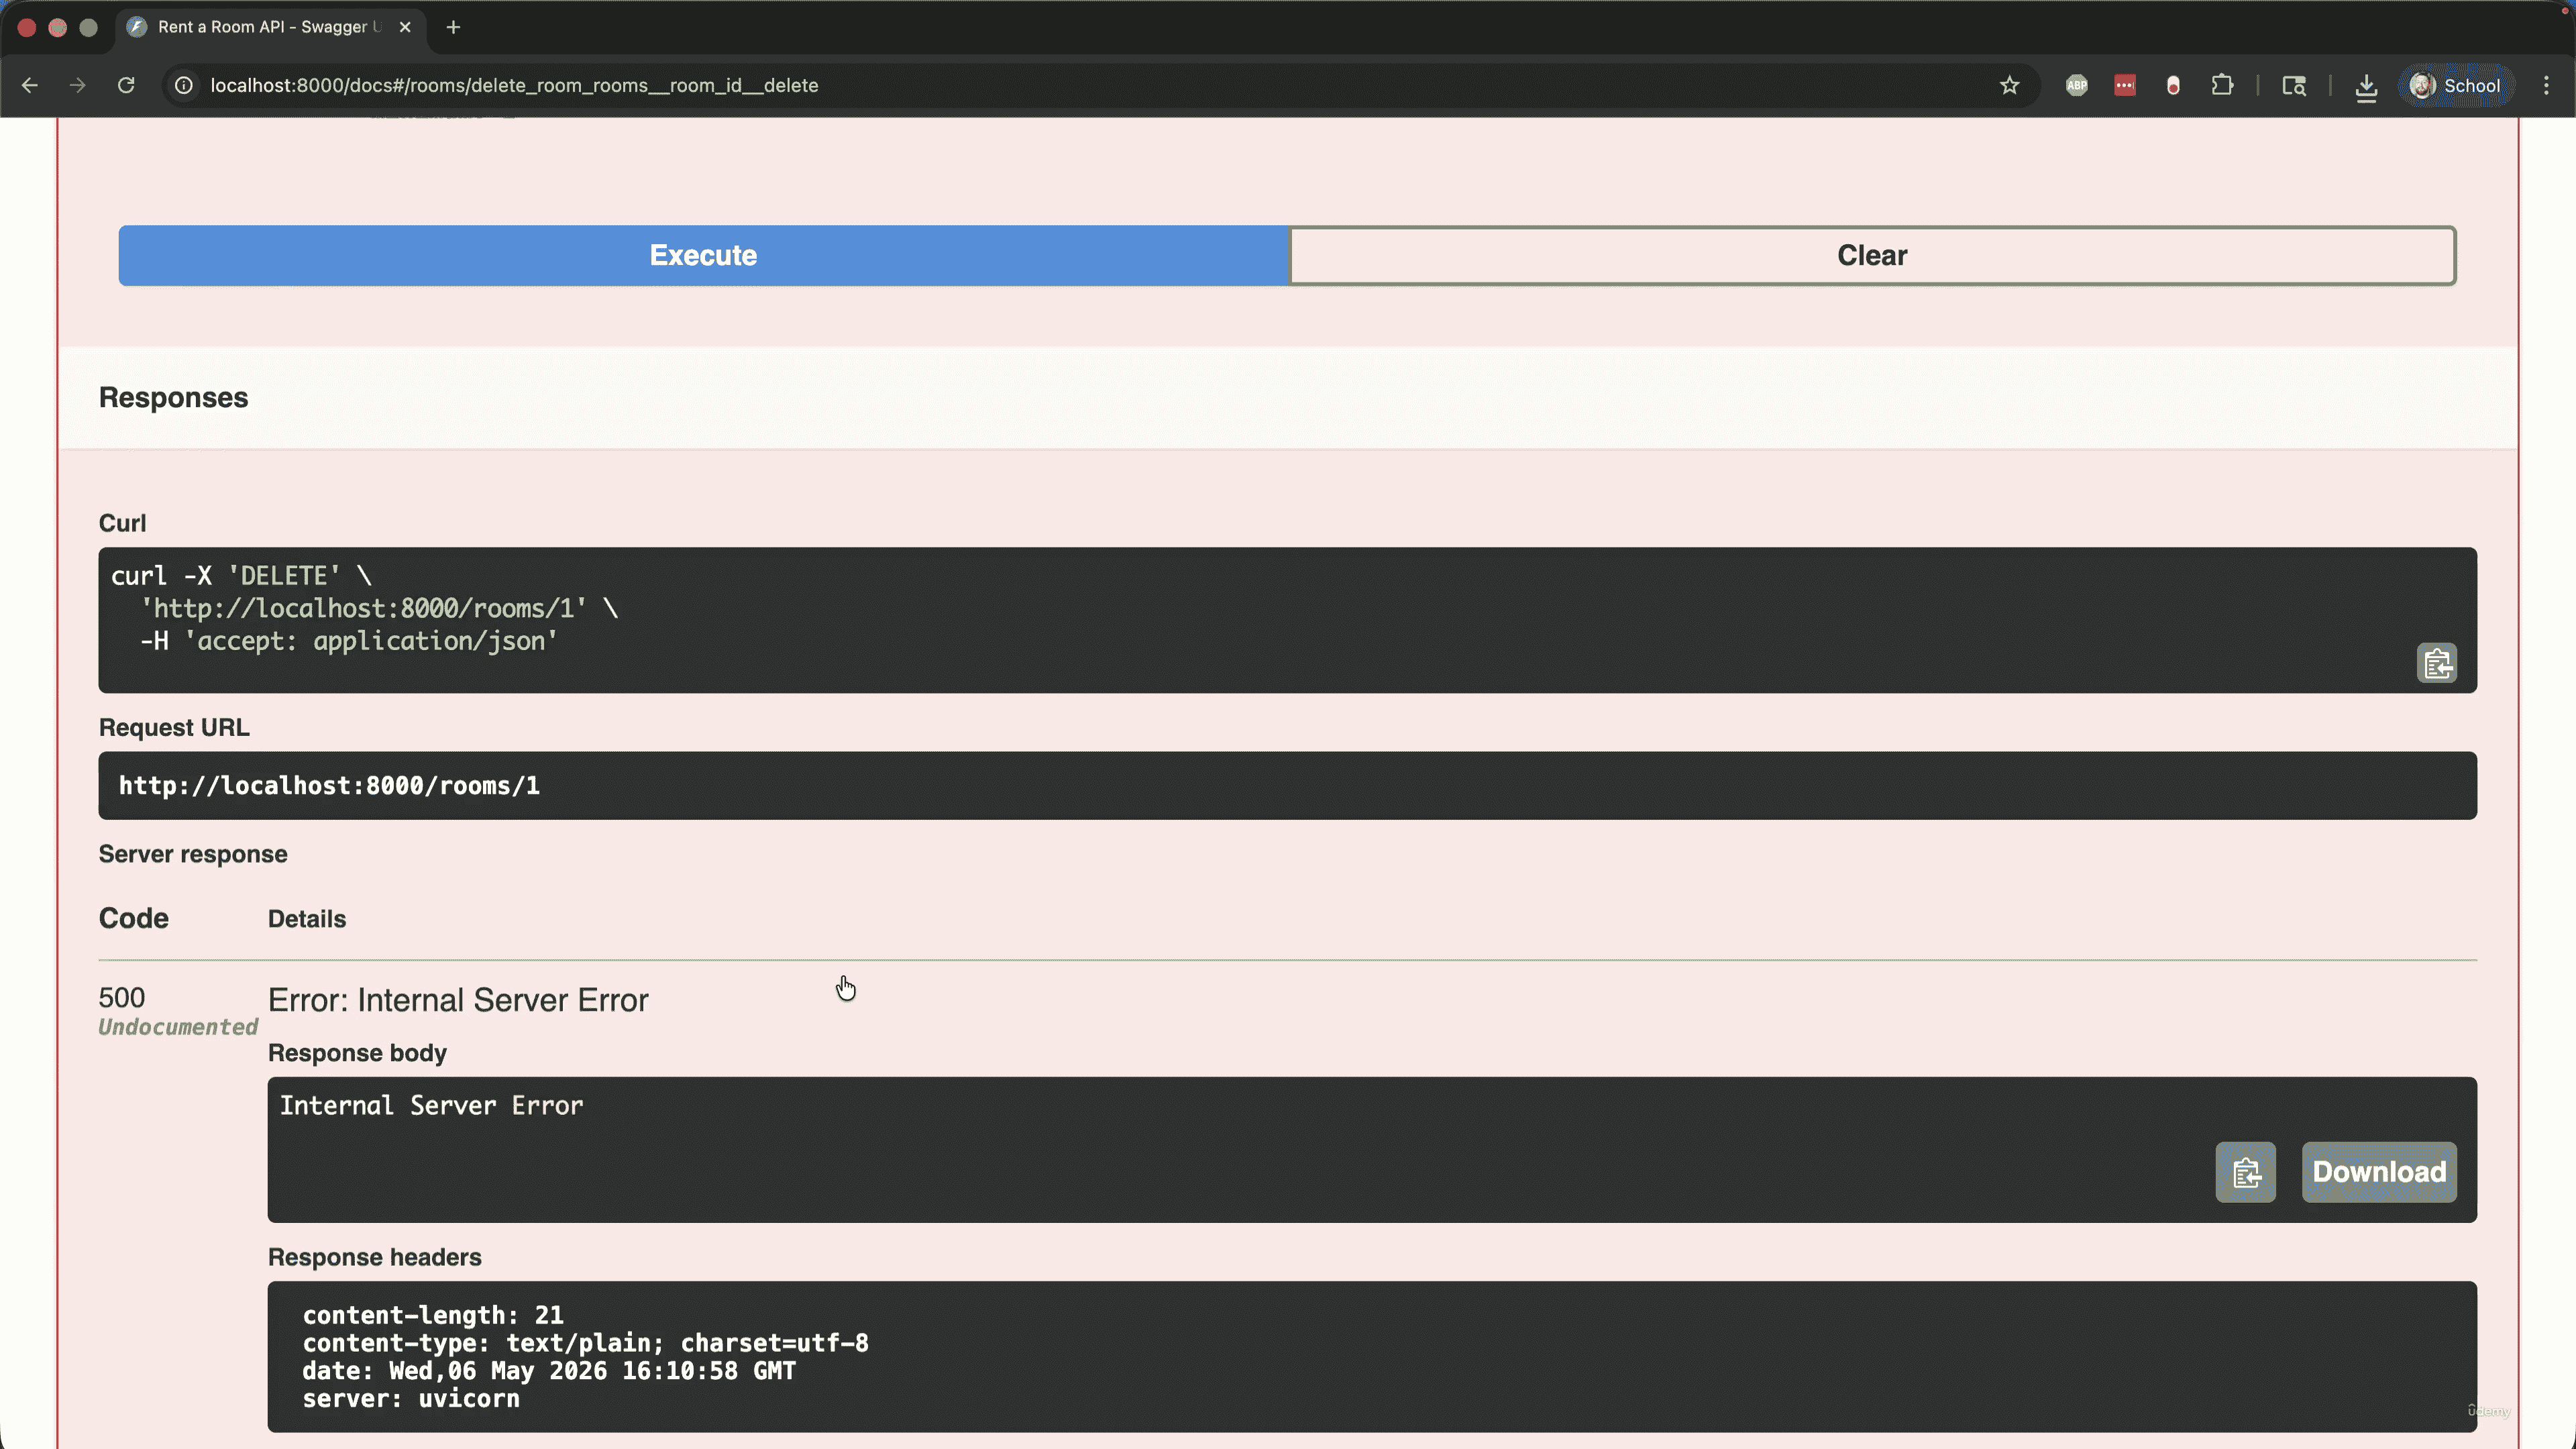 Rent a Room API - Swagger U
localhost:8000/docs#/rooms/delete_room_rooms__room_id__delete
ABP
School
Execute
Clear
Responses
Curl
curl -X 'DELETE' \
'http://localhost:8000/rooms/1' \
-H 'accept: application/json'
Request URL
http://localhost:8000/rooms/1
Server response
Code Details
500 Error: Internal Server Error
Undocumented
Response body
Internal Server Error
Download
Response headers
content-length: 21
content-type: text/plain; charset=utf-8
date: Wed,06 May 2026 16:10:58 GMT
server: uvicorn
ûdemy